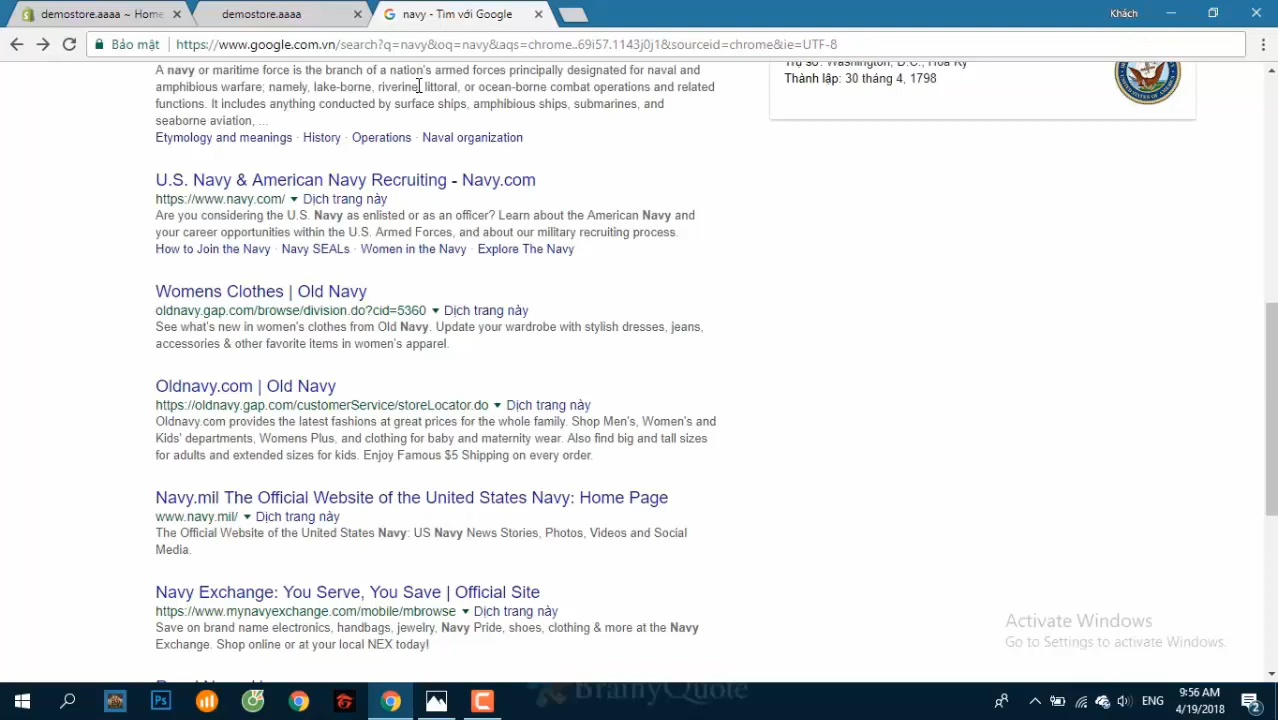 demostore.aaaa ~ Home
demostore.aaaa
navy - Tìm với Google
Khách
Bảo mật
https://www.google.com.vn/search?q=navy&oq=navy&aqs=chrome..69i57.1143j0j1&sourceid=chrome&ie=UTF-8
A navy or maritime force is the branch of a nation's armed forces principally designated for naval and
amphibious warfare; namely, lake-borne, riverine, littoral, or ocean-borne combat operations and related
functions. It includes anything conducted by surface ships, amphibious ships, submarines, and
seaborne aviation, ...
Etymology and meanings · History · Operations · Naval organization
U.S. Navy & American Navy Recruiting - Navy.com
https://www.navy.com/ Dịch trang này
Are you considering the U.S. Navy as enlisted or as an officer? Learn about the American Navy and
your career opportunities within the U.S. Armed Forces, and about our military recruiting process.
How to Join the Navy · Navy SEALs · Women in the Navy · Explore The Navy
Womens Clothes | Old Navy
oldnavy.gap.com/browse/division.do?cid=5360 Dịch trang này
See what's new in women's clothes from Old Navy. Update your wardrobe with stylish dresses, jeans,
accessories & other favorite items in women's apparel.
Oldnavy.com | Old Navy
https://oldnavy.gap.com/customerService/storeLocator.do Dịch trang này
Oldnavy.com provides the latest fashions at great prices for the whole family. Shop Men's, Women's and
Kids' departments, Womens Plus, and clothing for baby and maternity wear. Also find big and tall sizes
for adults and extended sizes for kids. Enjoy Famous $5 Shipping on every order.
Navy.mil The Official Website of the United States Navy: Home Page
www.navy.mil/ Dịch trang này
The Official Website of the United States Navy: US Navy News Stories, Photos, Videos and Social
Media.
Navy Exchange: You Serve, You Save | Official Site
https://www.mynavyexchange.com/mobile/mbrowse Dịch trang này
Save on brand name electronics, handbags, jewelry, Navy Pride, shoes, clothing & more at the Navy
Exchange. Shop online or at your local NEX today!
Trụ sở: Washington, D.C., Hoa Kỳ
Thành lập: 30 tháng 4, 1798
Activate Windows
Go to Settings to activate Windows.
BrainyQuote
Ps
ENG
9:56 AM
4/19/2018
2